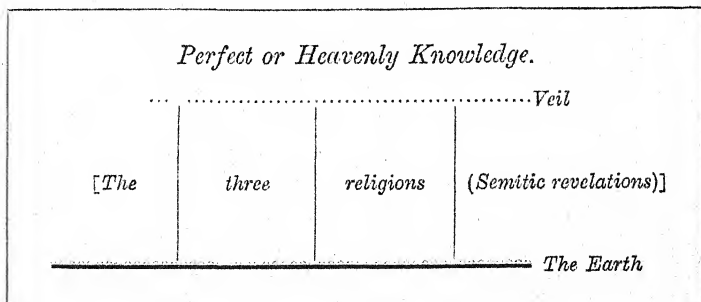 Perfect or Heavenly Knowledge.
Veil
[The three religions (Semitic revelations)]
The Earth